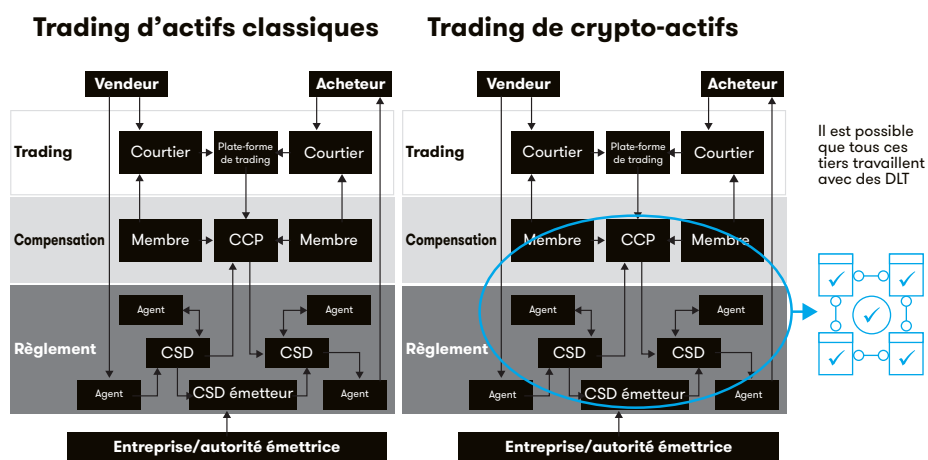 Trading d’actifs classiques
Vendeur
Acheteur
Trading
Courtier
Plate-forme
de trading
Courtier
Compensation
Membre
CCP
Membre
Règlement
Agent
Agent
CSD
CSD
Agent
CSD émetteur
Agent
Entreprise/autorité émettrice
Trading de crypto-actifs
Vendeur
Acheteur
Trading
Courtier
Plate-forme
de trading
Courtier
Compensation
Membre
CCP
Membre
Règlement
Agent
Agent
CSD
CSD
Agent
CSD émetteur
Agent
Entreprise/autorité émettrice
Il est possible
que tous ces
tiers travaillent
avec des DLT